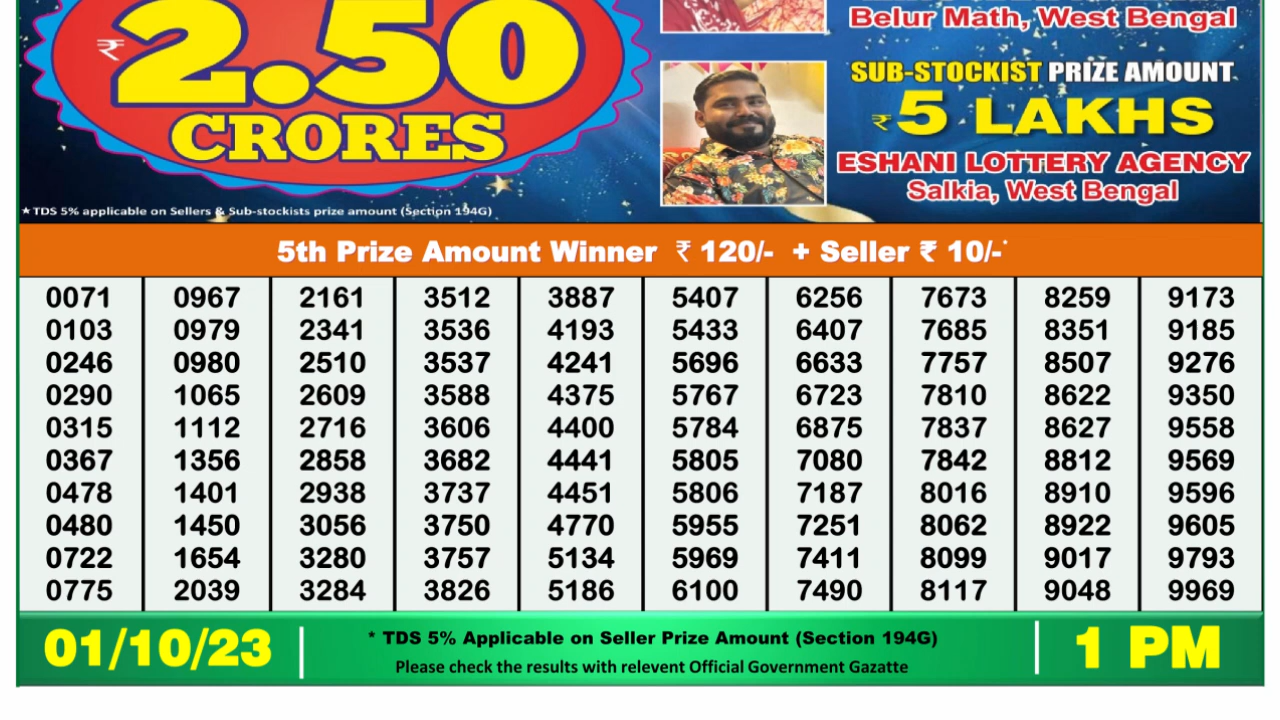 ₹2.50
CRORES
Belur Math, West Bengal
SUB-STOCKIST PRIZE AMOUNT
₹5 LAKHS
ESHANI LOTTERY AGENCY
Salkia, West Bengal
★TDS 5% applicable on Sellers & Sub-stockists prize amount (Section 194G)
5th Prize Amount Winner ₹ 120/- + Seller ₹ 10/-*
0071 0967 2161 3512 3887 5407 6256 7673 8259 9173
0103 0979 2341 3536 4193 5433 6407 7685 8351 9185
0246 0980 2510 3537 4241 5696 6633 7757 8507 9276
0290 1065 2609 3588 4375 5767 6723 7810 8622 9350
0315 1112 2716 3606 4400 5784 6875 7837 8627 9558
0367 1356 2858 3682 4441 5805 7080 7842 8812 9569
0478 1401 2938 3737 4451 5806 7187 8016 8910 9596
0480 1450 3056 3750 4770 5955 7251 8062 8922 9605
0722 1654 3280 3757 5134 5969 7411 8099 9017 9793
0775 2039 3284 3826 5186 6100 7490 8117 9048 9969
01/10/23
* TDS 5% Applicable on Seller Prize Amount (Section 194G)
Please check the results with relevent Official Government Gazatte
1 PM